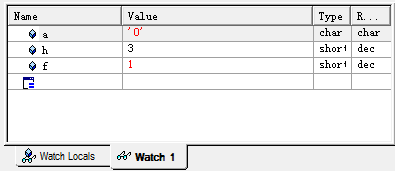 Name Value Type R...
a '0' char char
h 3 short dec
f 1 short dec
Watch Locals Watch 1